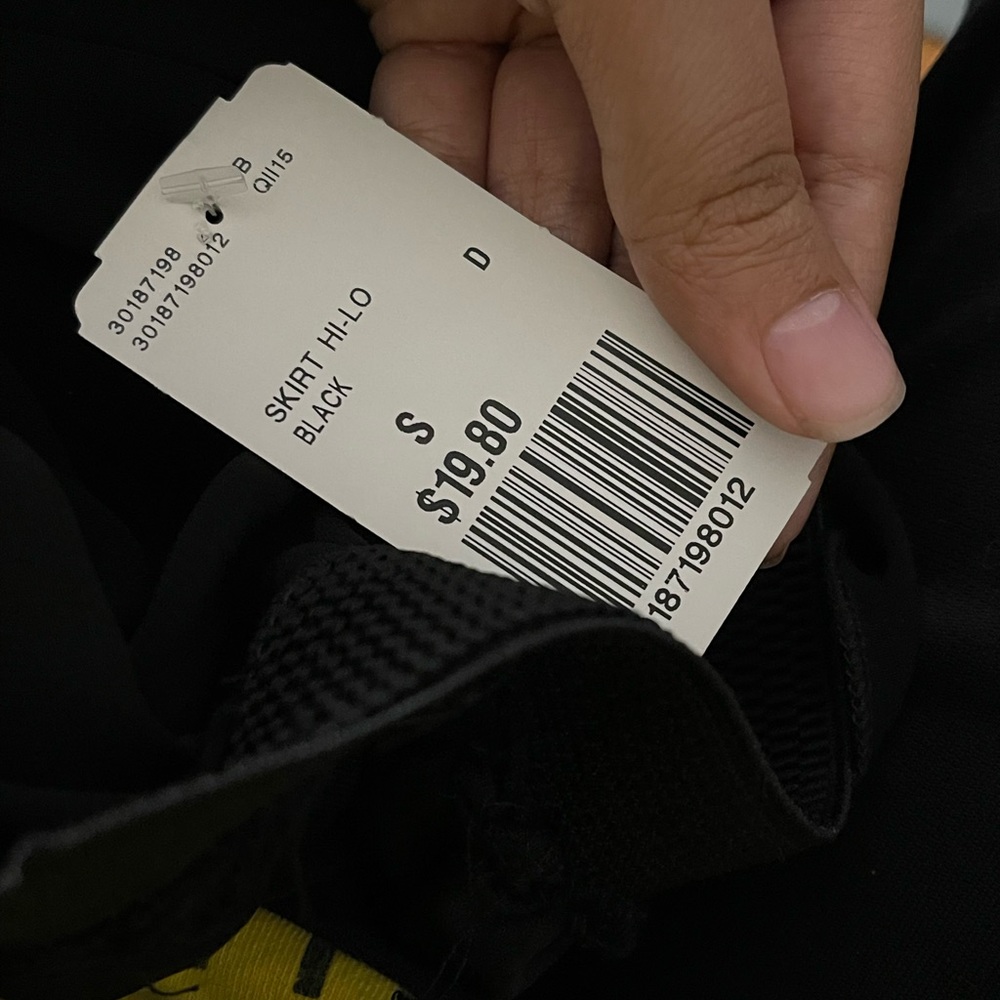 B
QII15
30187198
30187198012
D
SKIRT HI-LO
BLACK
S
$19.80
187198012